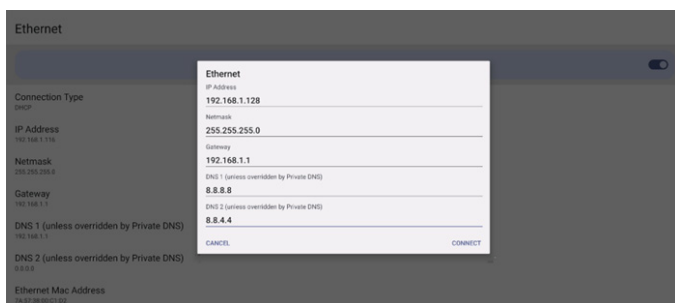 Ethernet
Connection Type
DHCP
IP Address
192.168.1.116
Netmask
255.255.255.0
Gateway
192.168.1.1
DNS 1 (unless overridden by Private DNS)
192.168.1.1
DNS 2 (unless overridden by Private DNS)
0.0.0.0
Ethernet Mac Address
Ethernet
IP Address
192.168.1.128
Netmask
255.255.255.0
Gateway
192.168.1.1
DNS 1 (unless overridden by Private DNS)
8.8.8.8
DNS 2 (unless overridden by Private DNS)
8.8.4.4
CANCEL CONNECT